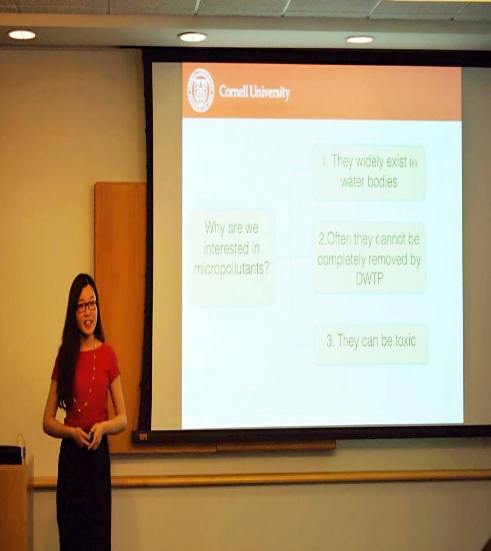 Cornell University
Why are we
interested in
micropollutants?
1. They widely exist in
water bodies
2.Often they cannot be
completely removed by
DWTP
3. They can be toxic